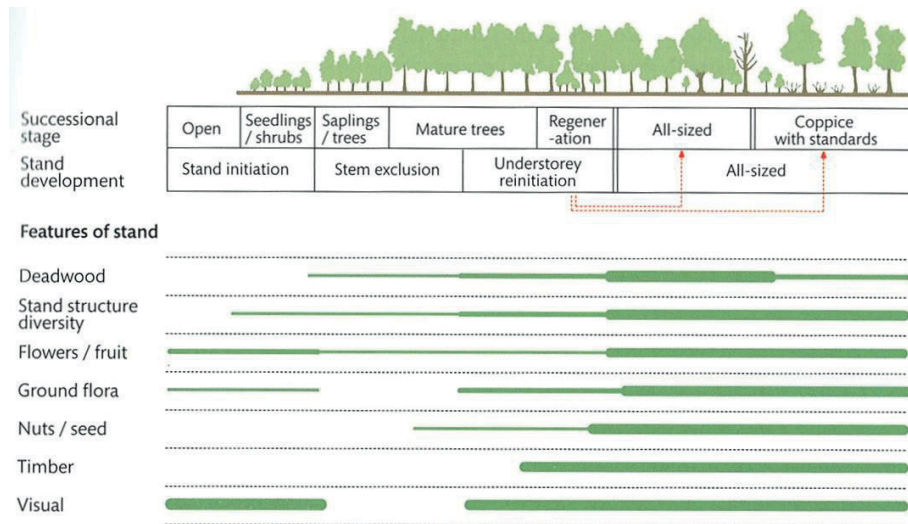 Successional
stage
Open
Seedlings
/ shrubs
Saplings
/ trees
Mature trees
Regener
-ation
All-sized
Coppice
with standards
Stand
development
Stand initiation
Stem exclusion
Understorey
reinitiation
All-sized
Features of stand
Deadwood
Stand structure
diversity
Flowers / fruit
Ground flora
Nuts / seed
Timber
Visual